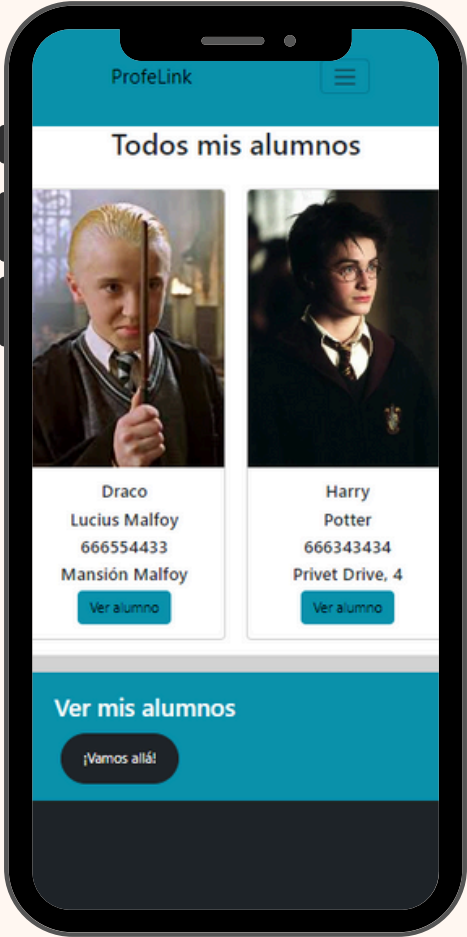 ProfeLink
Todos mis alumnos
Draco
Lucius Malfoy
666554433
Mansión Malfoy
Ver alumno
Harry
Potter
666343434
Privet Drive, 4
Ver alumno
Ver mis alumnos
¡Vamos allá!